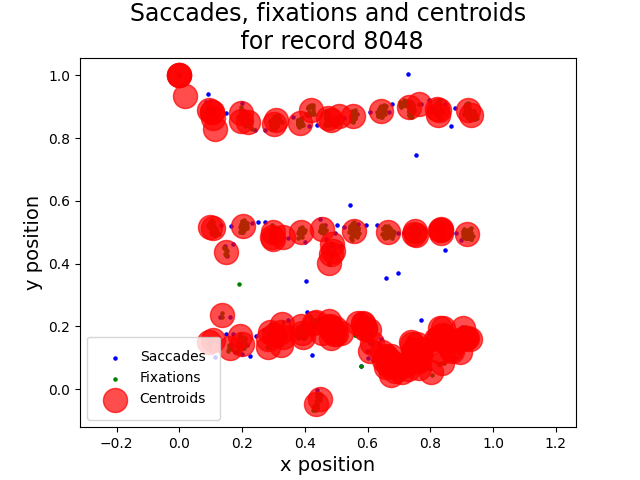 Saccades, fixations and centroids
for record 8048
1.0
0.8
0.6
0.4
0.2
0.0
y position
Saccades
Fixations
Centroids
−0.2
0.0
0.2
0.4
0.6
0.8
1.0
1.2
x position